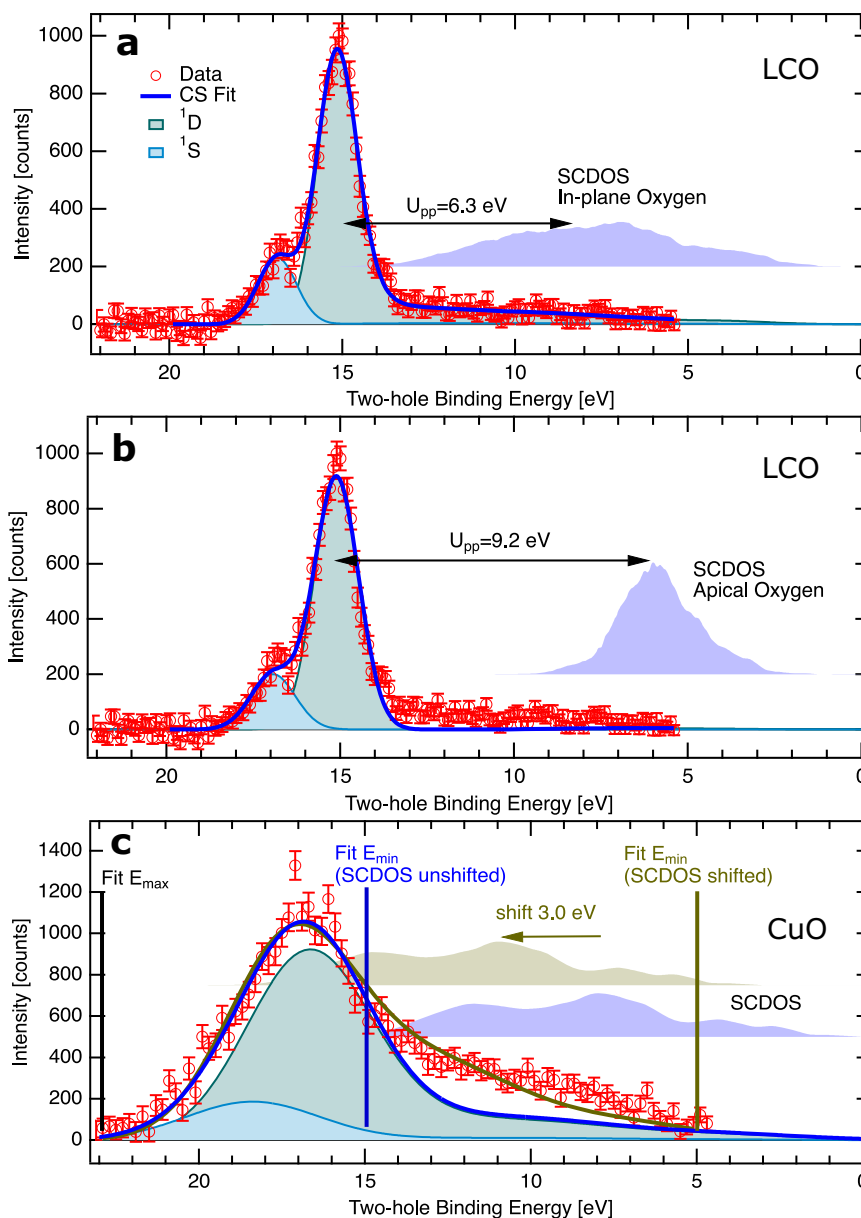 a
LCO
Data
CS Fit
¹D
¹S
SCDOS
In-plane Oxygen
Upp=6.3 eV
Intensity [counts]
1000
800
600
400
200
0
20
15
10
5
0
Two-hole Binding Energy [eV]
b
LCO
Upp=9.2 eV
SCDOS
Apical Oxygen
Intensity [counts]
1000
800
600
400
200
0
20
15
10
5
0
Two-hole Binding Energy [eV]
c
CuO
Fit Emax
Fit Emin
(SCDOS unshifted)
Fit Emin
(SCDOS shifted)
shift 3.0 eV
SCDOS
Intensity [counts]
1400
1200
1000
800
600
400
200
0
20
15
10
5
0
Two-hole Binding Energy [eV]